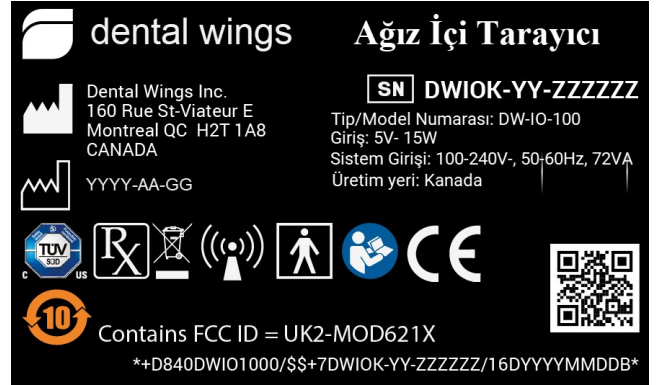 dental wings
Ağız İçi Tarayıcı
Dental Wings Inc.
160 Rue St-Viateur E
Montreal QC H2T 1A8
CANADA
YYYY-AA-GG
SN DWIOK-YY-ZZZZZZ
Tip/Model Numarası: DW-IO-100
Giriş: 5V- 15W
Sistem Girişi: 100-240V-, 50-60Hz, 72VA
Üretim yeri: Kanada
TÜV
SÜD
C US
Rx
CE
10
Contains FCC ID = UK2-MOD621X
*+D840DWIO1000/$$+7DWIOK-YY-ZZZZZZ/16DYYYYMMDDB*